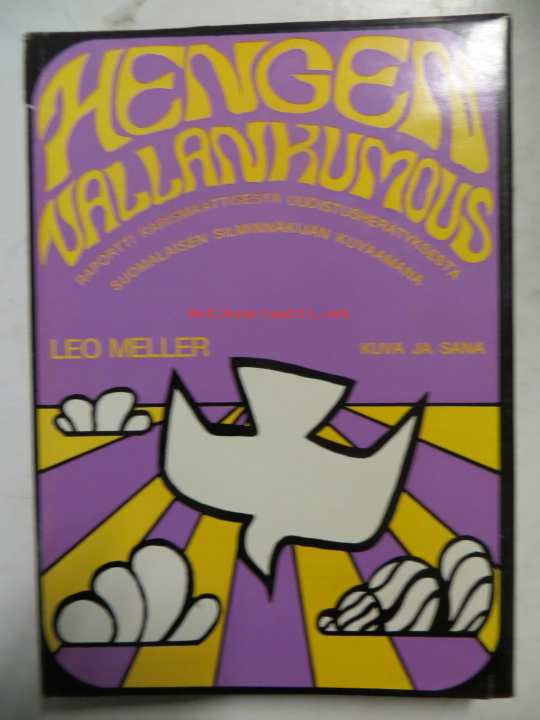 HENGEN
VALLANKUMOUS
RAPORTTI KARISMAATTISESTA UUDISTUSHERÄTYKSESTÄ
SUOMALAISEN SILMINNÄKIJÄN KUVAAMANA
LEO MELLER
KUVA JA SANA